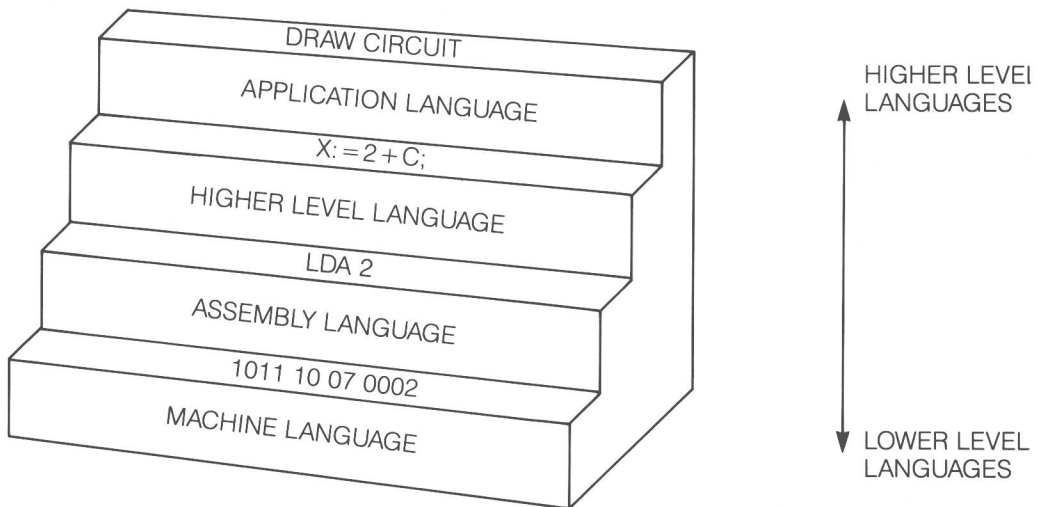 DRAW CIRCUIT
APPLICATION LANGUAGE
X: = 2 + C;
HIGHER LEVEL LANGUAGE
LDA 2
ASSEMBLY LANGUAGE
1011 10 07 0002
MACHINE LANGUAGE
HIGHER LEVEL
LANGUAGES
LOWER LEVEL
LANGUAGES